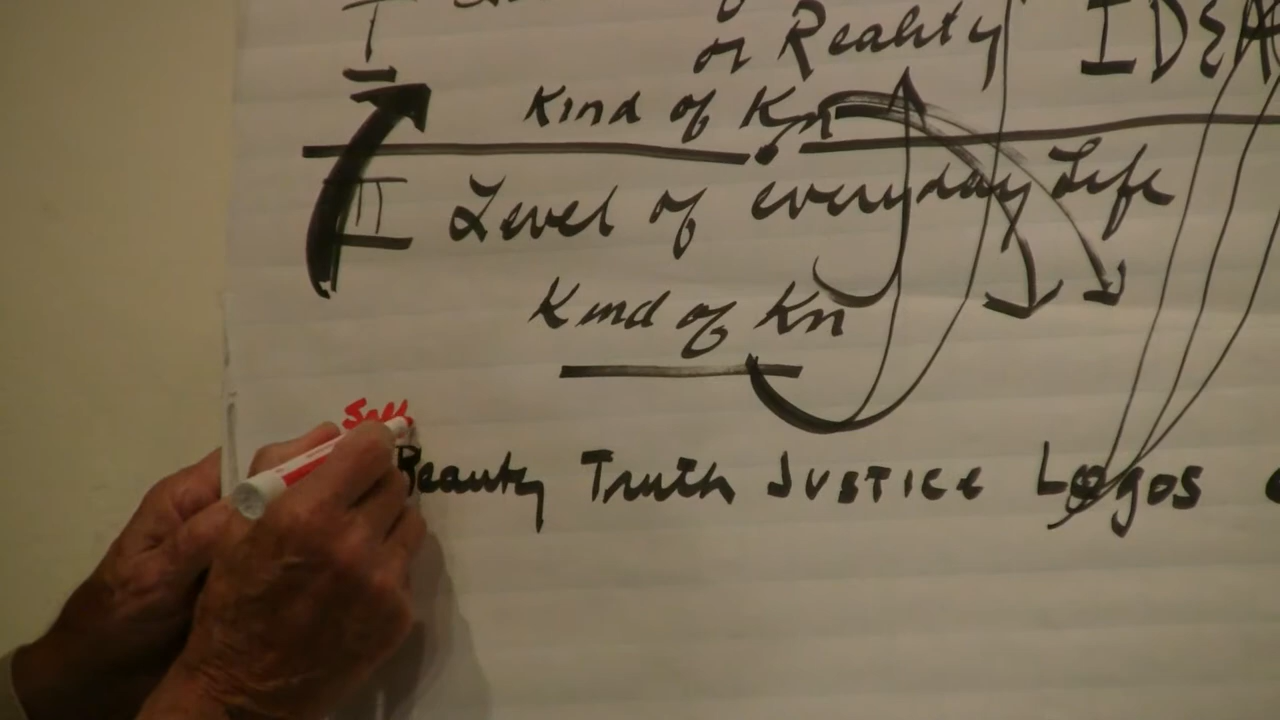 I
or Reality IDEA
Kind of Kn
II Level of everyday Life
Kind of Kn
Beauty Truth JUSTICE Logos